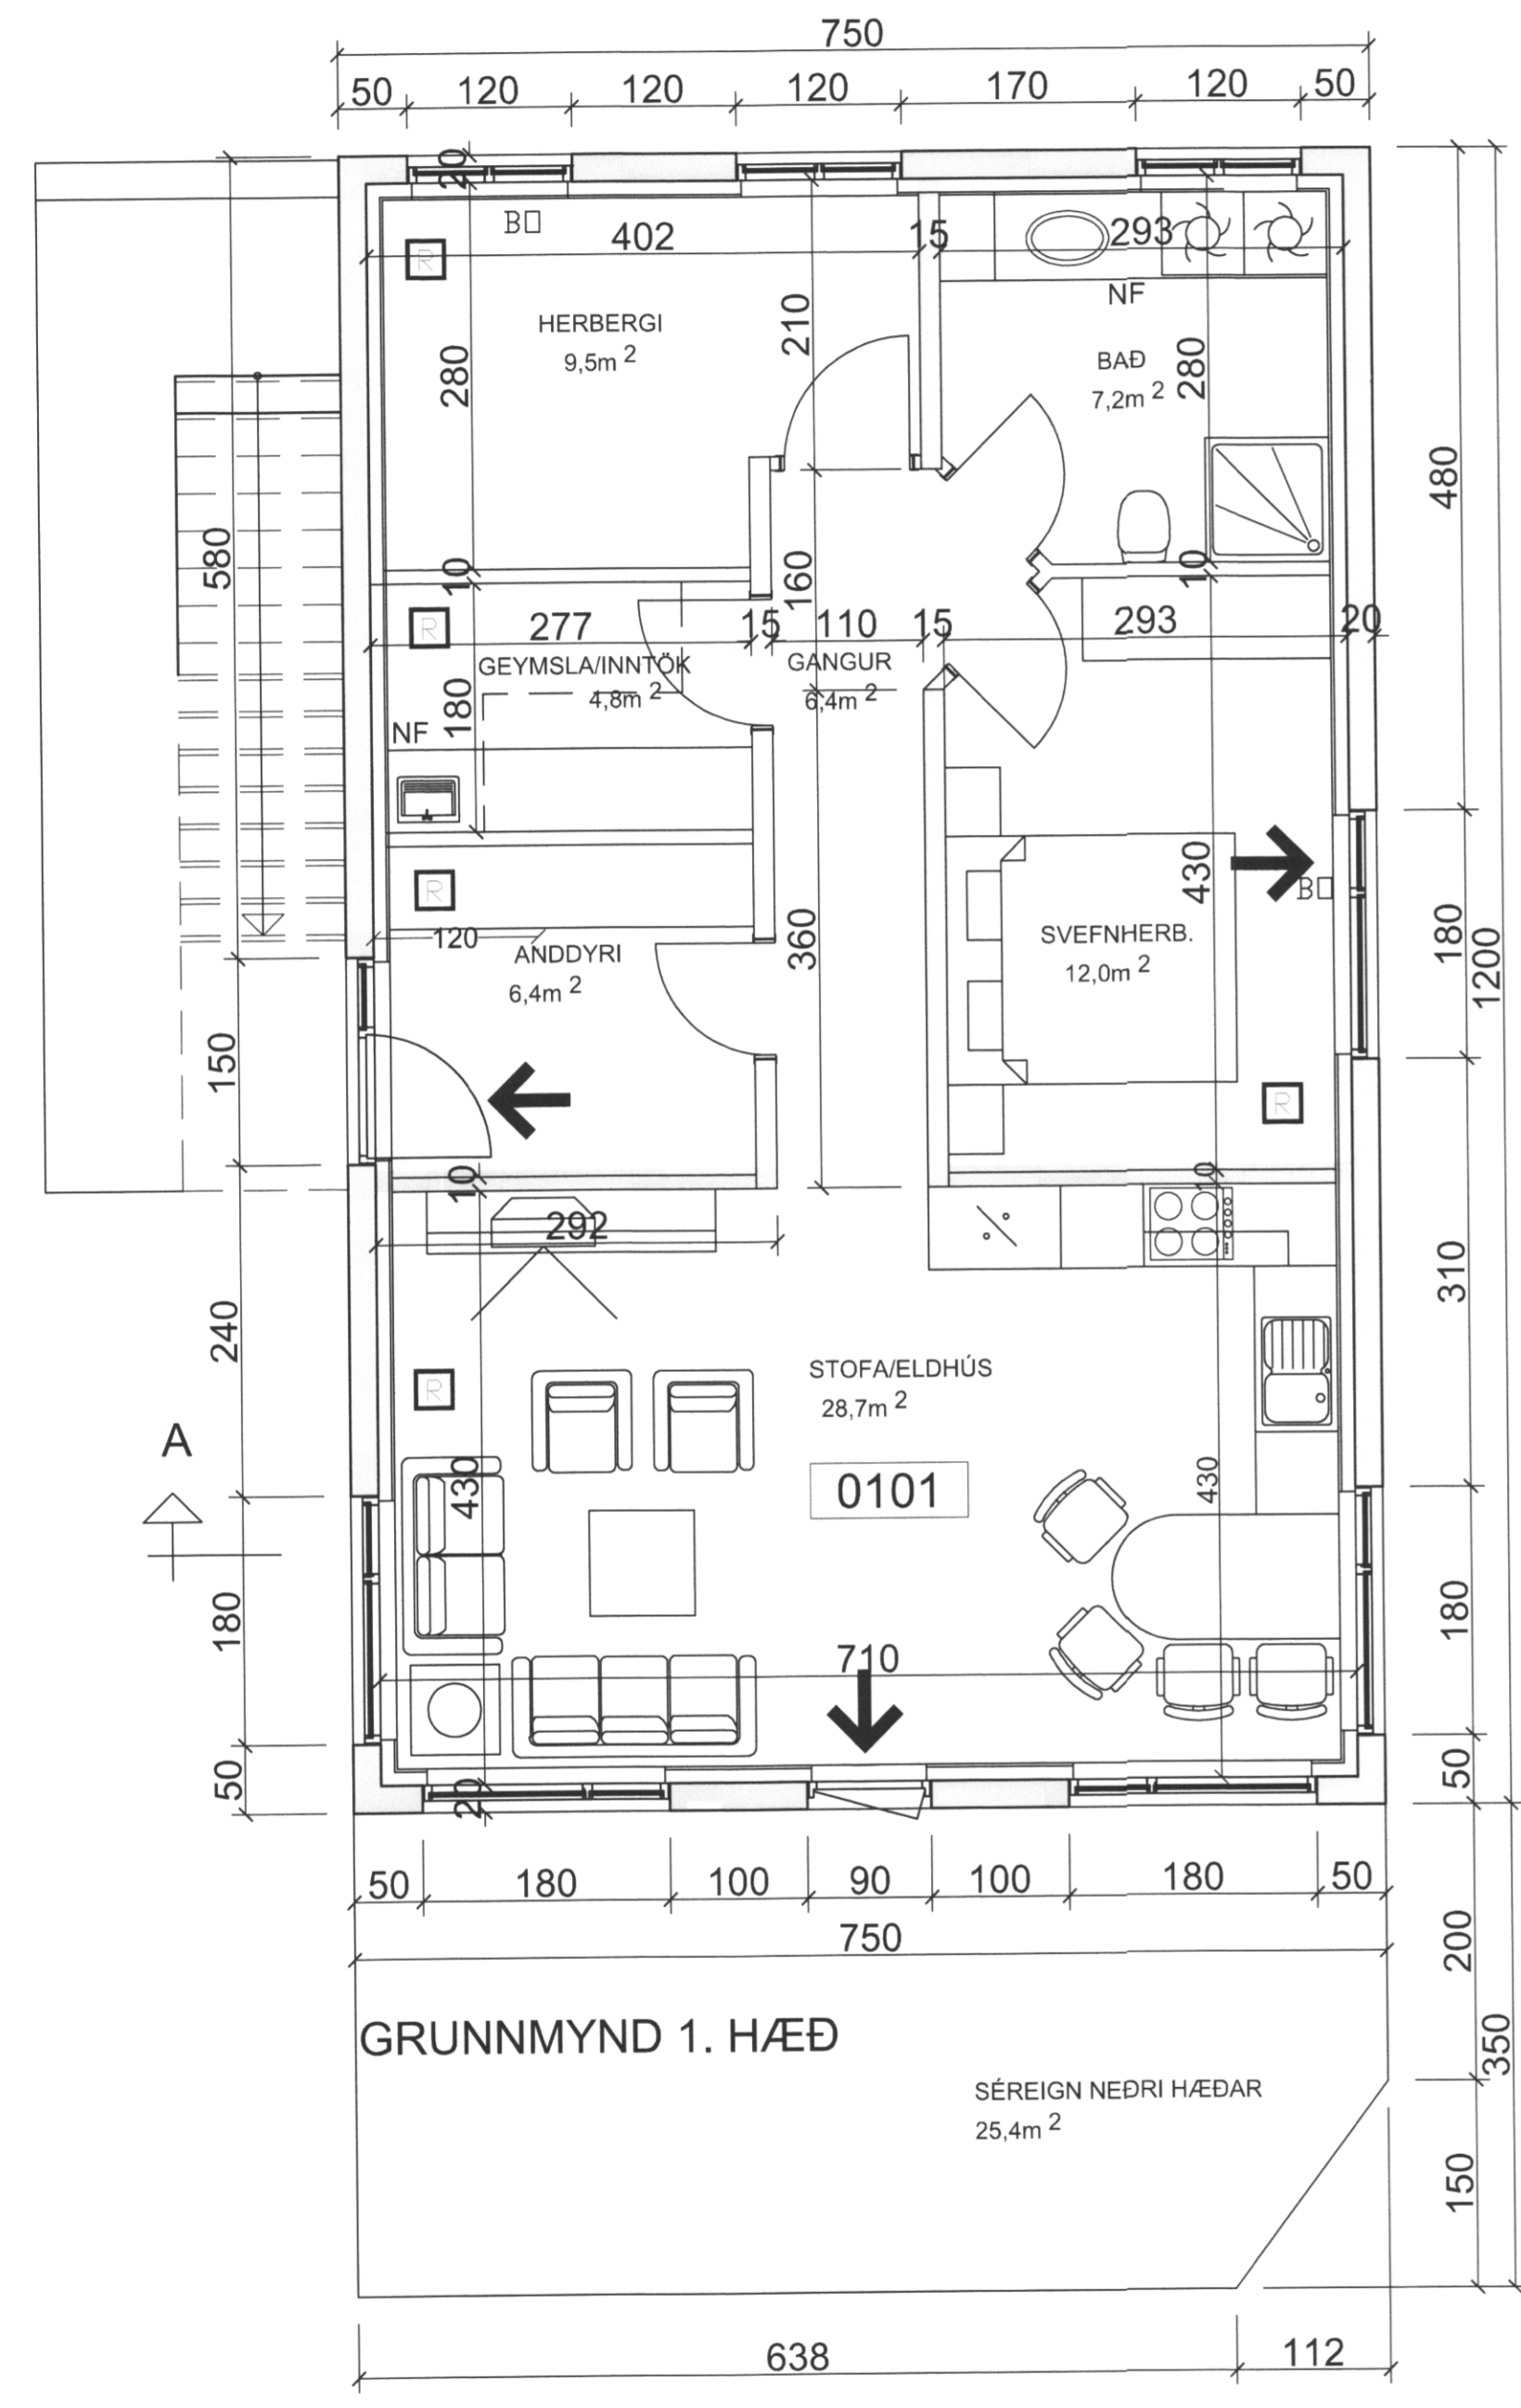 750
50 120 120 120 170 120 50
20
B
402 15 293
R
NF
HERBERGI
9,5m 2
210
280
BAÐ
7,2m 2
280
480
580
10
160
10
R
277 15 110 15 293 20
GEYMSLA/INNTÖK
4,8m 2
GANGUR
6,4m 2
180
NF
R
120
ANDDYRI
6,4m 2
360
430
B
SVEFNHERB.
12,0m 2
180
1200
150
R
10
10
292
240
310
STOFA/ELDHÚS
28,7m 2
R
A
0101
430
430
180
180
710
50
20
50
50 180 100 90 100 180 50
750
200
GRUNNMYND 1. HÆÐ
350
SÉREIGN NEÐRI HÆÐAR
25,4m 2
150
638 112